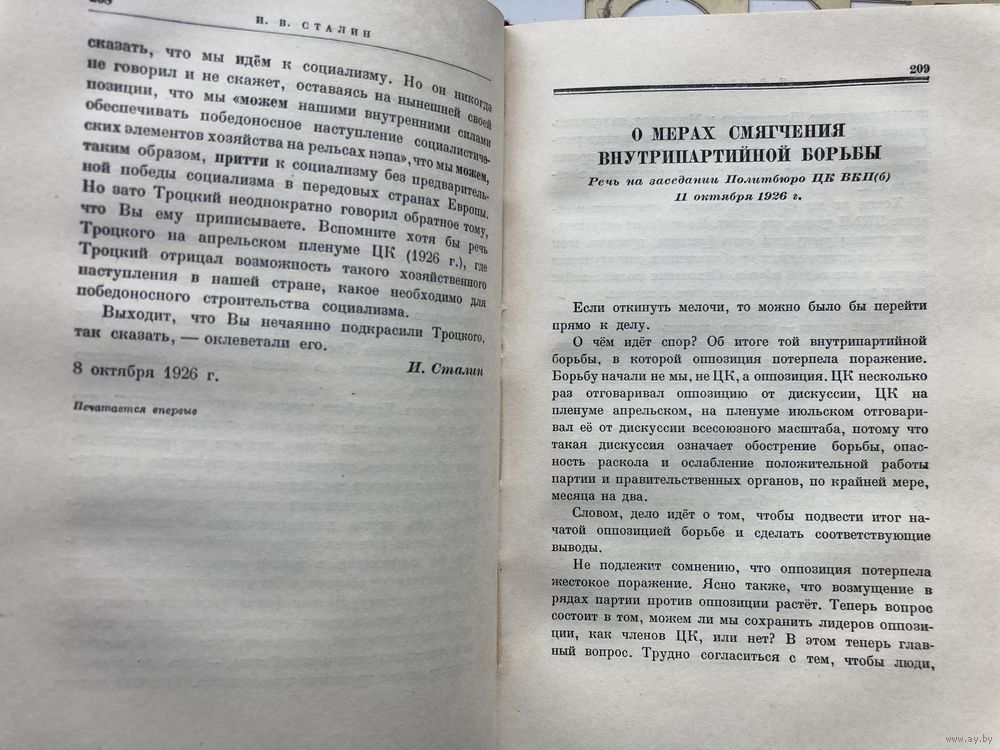 208
И. В. СТАЛИН
сказать, что мы идём к социализму. Но он никогда
не говорил и не скажет, оставаясь на нынешней своей
позиции, что мы «можем нашими внутренними силами
обеспечивать победоносное наступление социалистиче-
ских элементов хозяйства на рельсах нэпа», что мы можем,
таким образом, притти к социализму без предваритель-
ной победы социализма в передовых странах Европы.
Но зато Троцкий неоднократно говорил обратное тому,
что Вы ему приписываете. Вспомните хотя бы речь
Троцкого на апрельском пленуме ЦК (1926 г.), где
Троцкий отрицал возможность такого хозяйственного
наступления в нашей стране, какое необходимо для
победоносного строительства социализма.
Выходит, что Вы нечаянно подкрасили Троцкого,
так сказать, — оклеветали его.
8 октября 1926 г.
И. Сталин
Печатается впервые
209
О МЕРАХ СМЯГЧЕНИЯ
ВНУТРИПАРТИЙНОЙ БОРЬБЫ
Речь на заседании Политбюро ЦК ВКП(б)
11 октября 1926 г.
Если откинуть мелочи, то можно было бы перейти
прямо к делу.
О чём идёт спор? Об итоге той внутрипартийной
борьбы, в которой оппозиция потерпела поражение.
Борьбу начали не мы, не ЦК, а оппозиция. ЦК несколько
раз отговаривал оппозицию от дискуссии, ЦК на
пленуме апрельском, на пленуме июльском отговари-
вал её от дискуссии всесоюзного масштаба, потому что
такая дискуссия означает обострение борьбы, опас-
ность раскола и ослабление положительной работы
партии и правительственных органов, по крайней мере,
месяца на два.
Словом, дело идёт о том, чтобы подвести итог на-
чатой оппозицией борьбе и сделать соответствующие
выводы.
Не подлежит сомнению, что оппозиция потерпела
жестокое поражение. Ясно также, что возмущение в
рядах партии против оппозиции растёт. Теперь вопрос
состоит в том, можем ли мы сохранить лидеров оппози-
ции, как членов ЦК, или нет? В этом теперь глав-
ный вопрос. Трудно согласиться с тем, чтобы люди,
www.ay.by